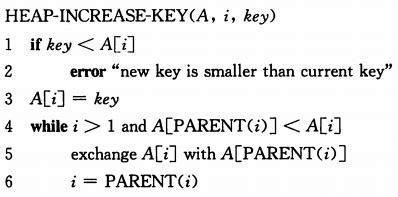 HEAP-INCREASE-KEY(A, i, key)
1 if key < A[i]
2 error “new key is smaller than current key”
3 A[i] = key
4 while i > 1 and A[PARENT(i)] < A[i]
5 exchange A[i] with A[PARENT(i)]
6 i = PARENT(i)